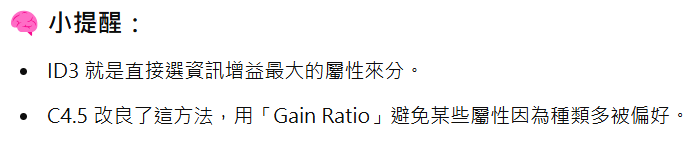 🧠 小提醒：
• ID3 就是直接選資訊增益最大的屬性來分。
• C4.5 改良了這方法，用「Gain Ratio」避免某些屬性因為種類多被偏好。